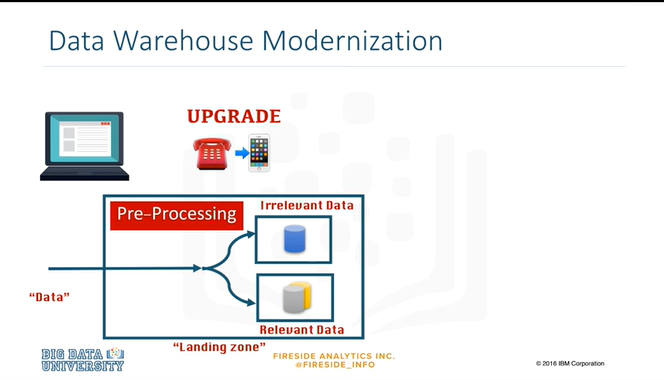 Data Warehouse Modernization
UPGRADE
Pre-Processing
Irrelevant Data
"Data"
Relevant Data
"Landing zone"
BIG DATA
UNIVERSITY
FIRESIDE ANALYTICS INC.
@FIRESIDE_INFO
© 2016 IBM Corporation